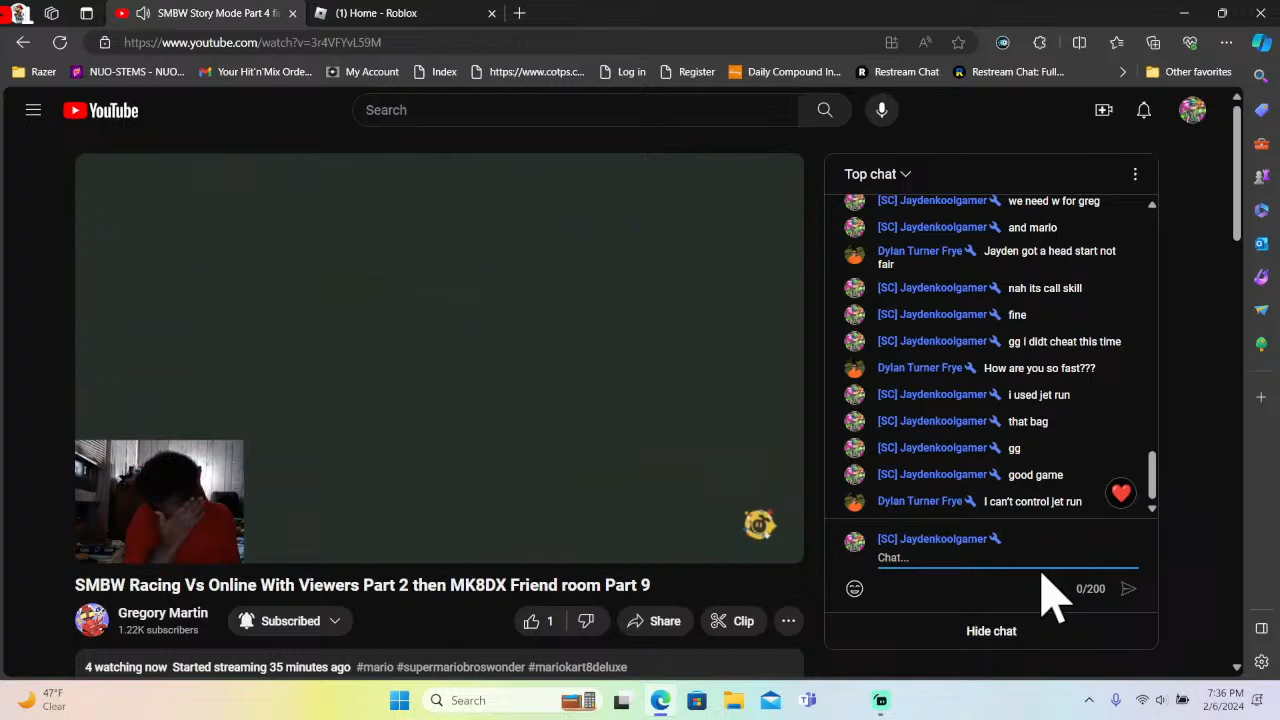 SMBW Story Mode Part 4 fi
(1) Home - Roblox
https://www.youtube.com/watch?v=3r4VFYvL59M
Razer
NUO-STEMS - NUO...
Your Hit'n'Mix Orde...
My Account
Index
https://www.cotps.c...
Log in
Register
Daily Compound In...
Restream Chat
Restream Chat: Full...
Other favorites
YouTube
Search
Top chat
[SC] Jaydenkoolgamer we need w for greg
[SC] Jaydenkoolgamer and mario
Dylan Turner Frye Jayden got a head start not
fair
[SC] Jaydenkoolgamer nah its call skill
[SC] Jaydenkoolgamer fine
[SC] Jaydenkoolgamer gg i didt cheat this time
Dylan Turner Frye How are you so fast???
[SC] Jaydenkoolgamer i used jet run
[SC] Jaydenkoolgamer that bag
[SC] Jaydenkoolgamer gg
[SC] Jaydenkoolgamer good game
Dylan Turner Frye I can't control jet run
[SC] Jaydenkoolgamer
Chat...
0/200
Hide chat
SMBW Racing Vs Online With Viewers Part 2 then MK8DX Friend room Part 9
Gregory Martin
1.22K subscribers
Subscribed
1
Share
Clip
4 watching now Started streaming 35 minutes ago #mario #supermariobroswonder #mariokart8deluxe
47°F
Clear
Search
7:36 PM
2/6/2024